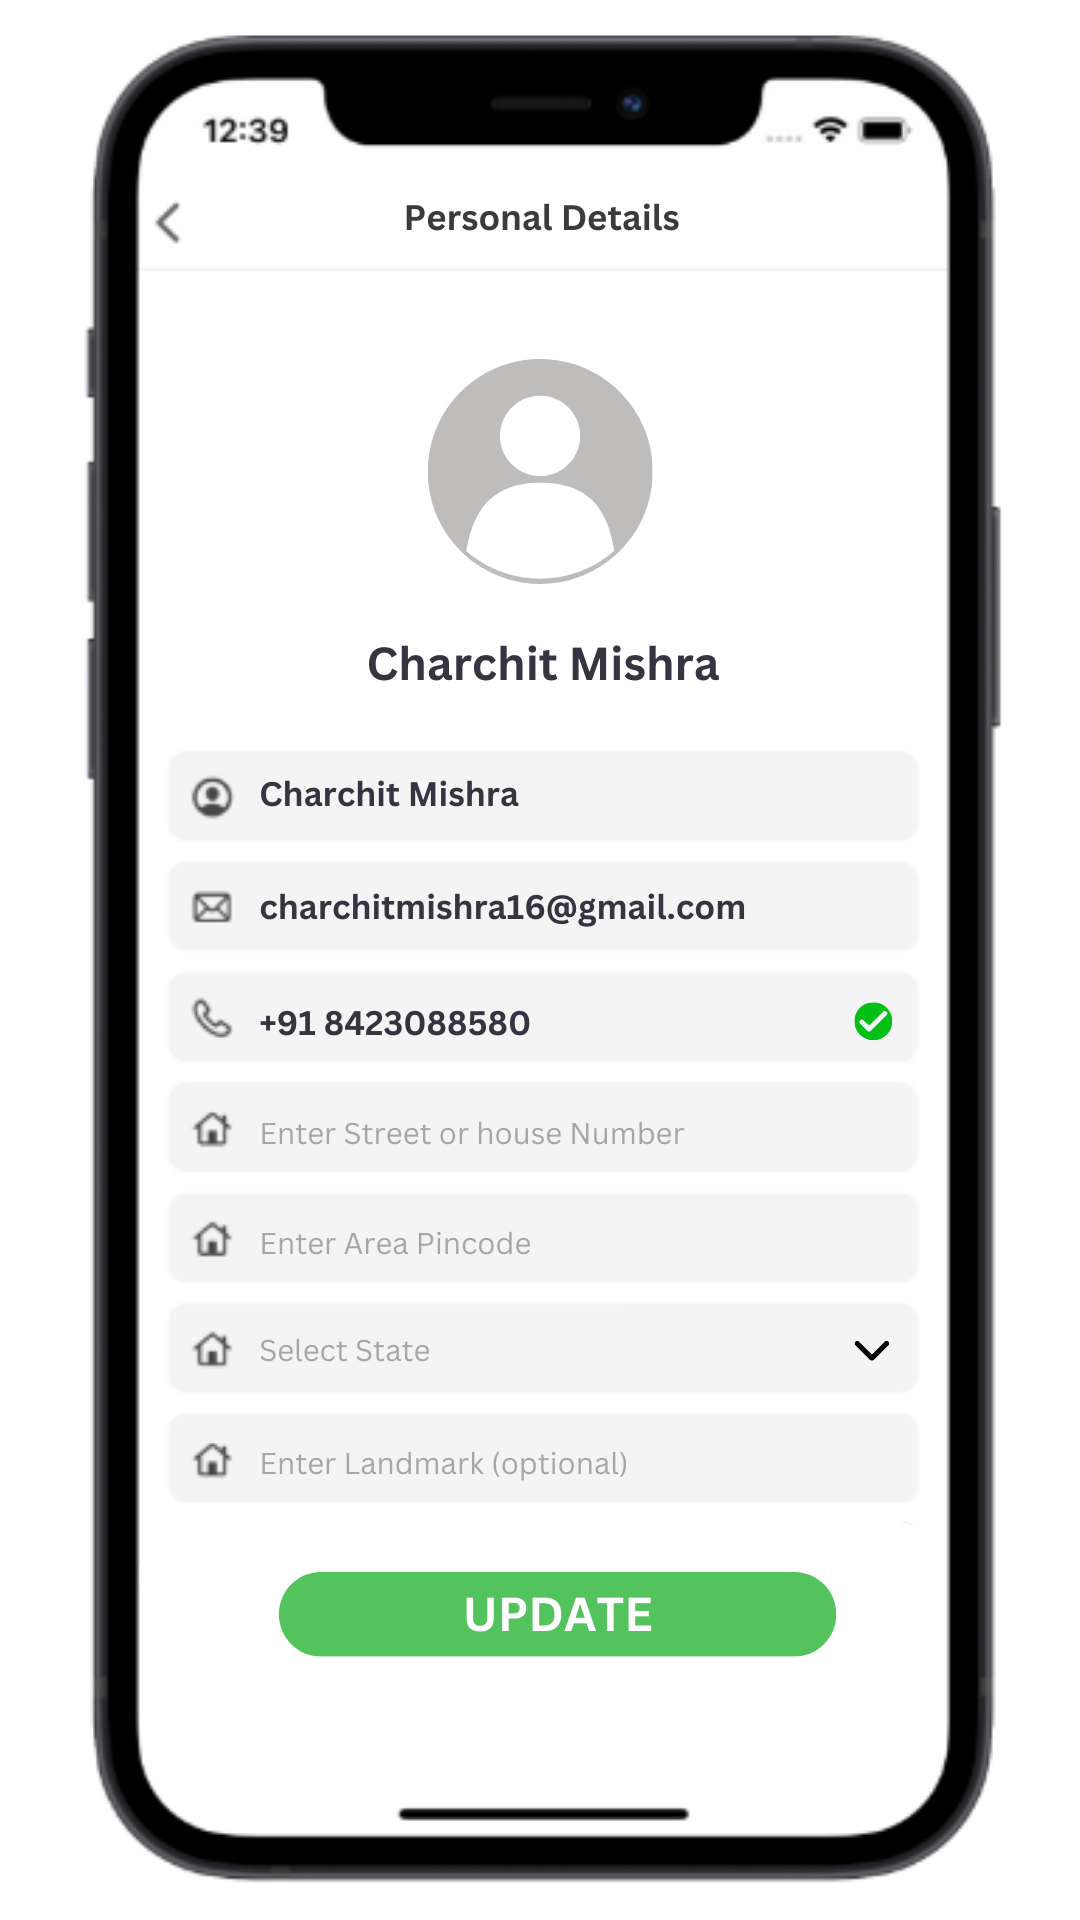 12:39
Personal Details
Charchit Mishra
Charchit Mishra
charchitmishra16@gmail.com
+91 8423088580
Enter Street or house Number
Enter Area Pincode
Select State
Enter Landmark (optional)
UPDATE